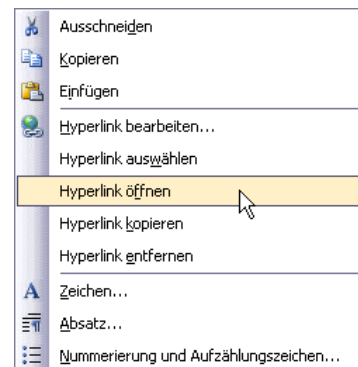 Ausschneiden
Kopieren
Einfügen
Hyperlink bearbeiten...
Hyperlink auswählen
Hyperlink öffnen
Hyperlink kopieren
Hyperlink entfernen
Zeichen...
Absatz...
Nummerierung und Aufzählungszeichen...